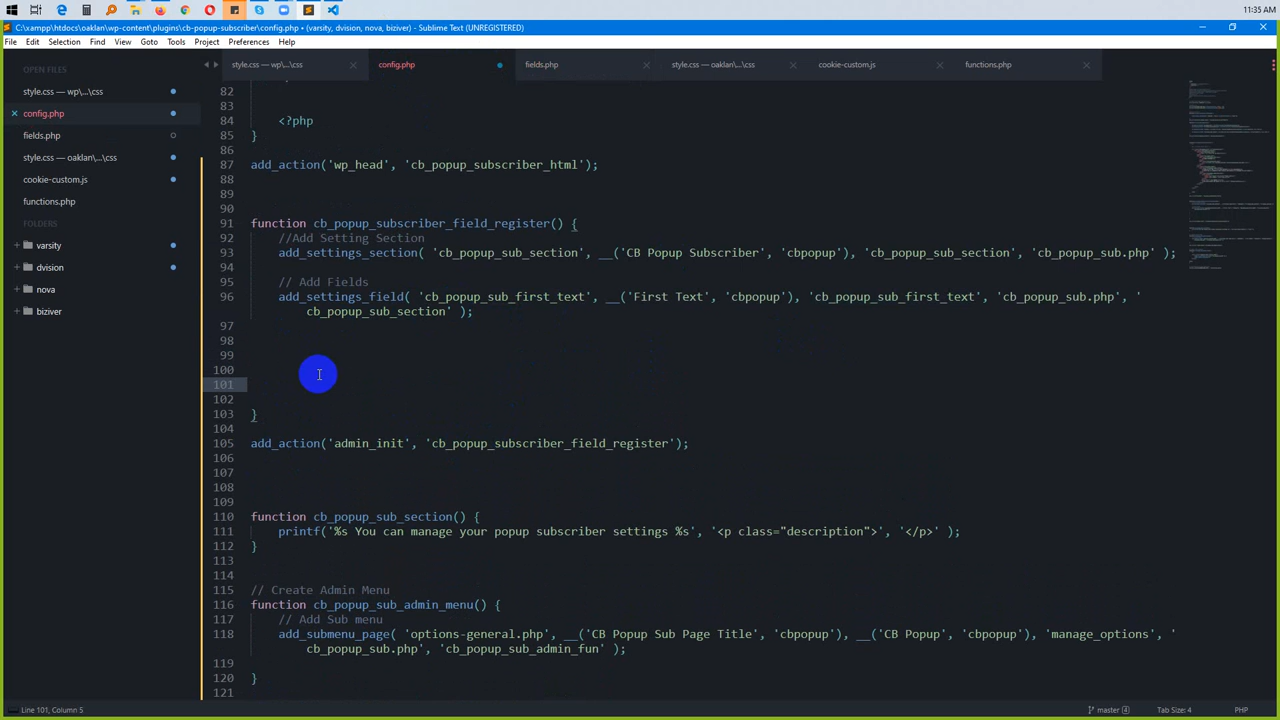 11:35 AM
C:\xampp\htdocs\oaklan\wp-content\plugins\cb-popup-subscriber\config.php • (varsity, dvision, nova, biziver) - Sublime Text (UNREGISTERED)
File Edit Selection Find View Goto Tools Project Preferences Help
OPEN FILES
style.css — wp\...\css
config.php
fields.php
style.css — oaklan\...\css
cookie-custom.js
functions.php
FOLDERS
varsity
dvision
nova
biziver
style.css — wp\...\css
config.php
fields.php
style.css — oaklan\...\css
cookie-custom.js
functions.php
82
83
84 <?php
85 }
86
87 add_action('wp_head', 'cb_popup_subscriber_html');
88
89
90
91 function cb_popup_subscriber_field_register() {
92 //Add Setting Section
93 add_settings_section( 'cb_popup_sub_section', __('CB Popup Subscriber', 'cbpopup'), 'cb_popup_sub_section', 'cb_popup_sub.php' );
94
95 // Add Fields
96 add_settings_field( 'cb_popup_sub_first_text', __('First Text', 'cbpopup'), 'cb_popup_sub_first_text', 'cb_popup_sub.php', '
cb_popup_sub_section' );
97
98
99
100
101
102
103 }
104
105 add_action('admin_init', 'cb_popup_subscriber_field_register');
106
107
108
109
110 function cb_popup_sub_section() {
111 printf('%s You can manage your popup subscriber settings %s', '<p class="description">', '</p>' );
112 }
113
114
115 // Create Admin Menu
116 function cb_popup_sub_admin_menu() {
117 // Add Sub menu
118 add_submenu_page( 'options-general.php', __('CB Popup Sub Page Title', 'cbpopup'), __('CB Popup', 'cbpopup'), 'manage_options', '
cb_popup_sub.php', 'cb_popup_sub_admin_fun' );
119
120 }
121
Line 101, Column 5
master 4
Tab Size: 4
PHP